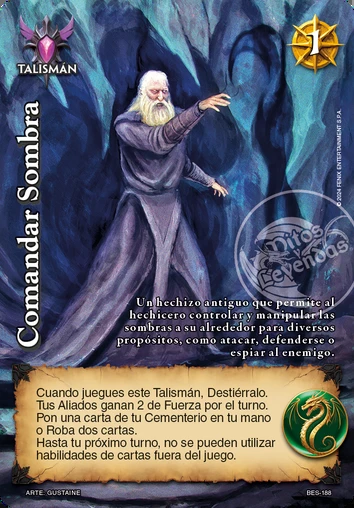 TALISMÁN
1
Comandar Sombra
© 2024 FENIX ENTERTAINMENT S.P.A.
Mitos
y
Leyendas
Un hechizo antiguo que permite al
hechicero controlar y manipular las
sombras a su alrededor para diversos
propósitos, como atacar, defenderse o
espiar al enemigo.
Cuando juegues este Talismán, Destiérralo.
Tus Aliados ganan 2 de Fuerza por el turno.
Pon una carta de tu Cementerio en tu mano
o Roba dos cartas.
Hasta tu próximo turno, no se pueden utilizar
habilidades de cartas fuera del juego.
ARTE: GUSTAINE
BES-188